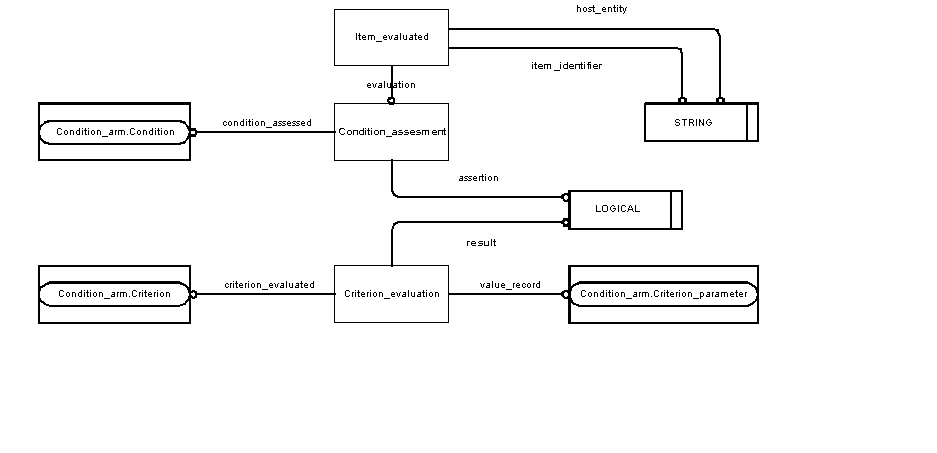 host_entity
Item_evaluated
item_identifier
evaluation
STRING
condition_assessed
Condition_arm.Condition
Condition_assesment
assertion
LOGICAL
result
criterion_evaluated
value_record
Condition_arm.Criterion
Criterion_evaluation
Condition_arm.Criterion_parameter